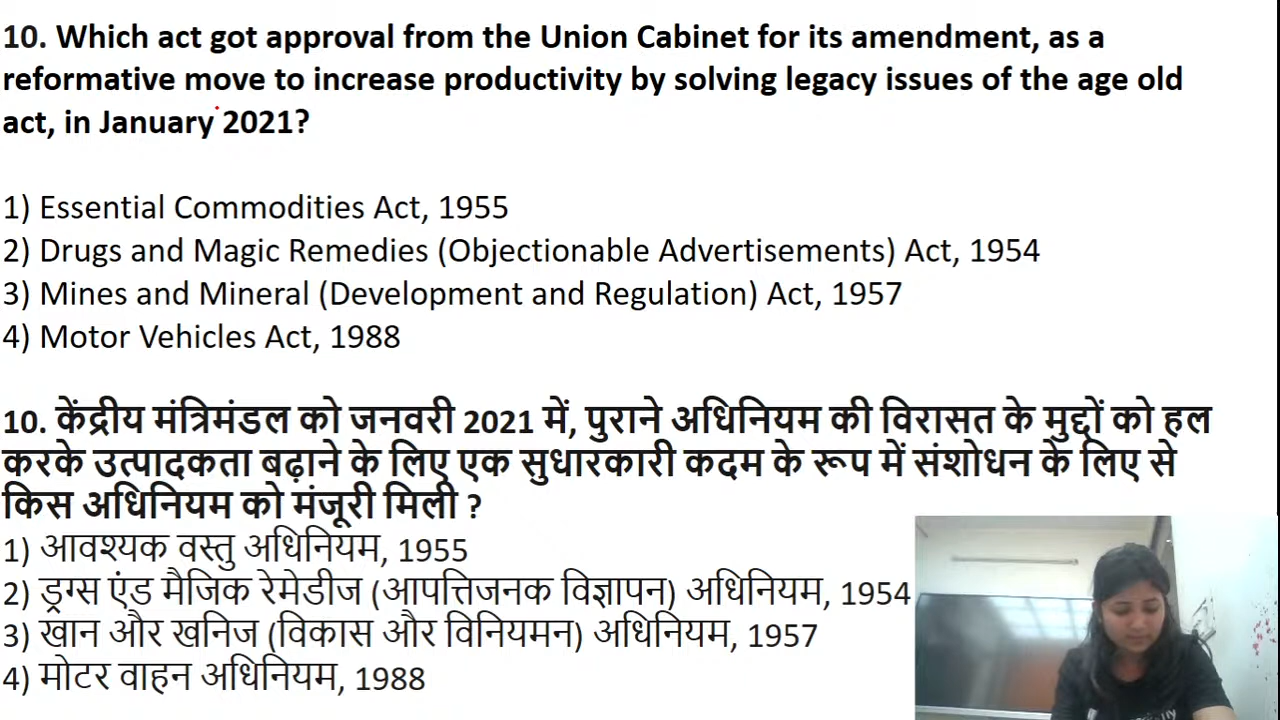 10. Which act got approval from the Union Cabinet for its amendment, as a
reformative move to increase productivity by solving legacy issues of the age old
act, in January 2021?
1) Essential Commodities Act, 1955
2) Drugs and Magic Remedies (Objectionable Advertisements) Act, 1954
3) Mines and Mineral (Development and Regulation) Act, 1957
4) Motor Vehicles Act, 1988
10. केंद्रीय मंत्रिमंडल को जनवरी 2021 में, पुराने अधिनियम की विरासत के मुद्दों को हल
करके उत्पादकता बढ़ाने के लिए एक सुधारकारी कदम के रूप में संशोधन के लिए से
किस अधिनियम को मंजूरी मिली ?
1) आवश्यक वस्तु अधिनियम, 1955
2) ड्रग्स एंड मैजिक रेमेडीज (आपत्तिजनक विज्ञापन) अधिनियम, 1954
3) खान और खनिज (विकास और विनियमन) अधिनियम, 1957
4) मोटर वाहन अधिनियम, 1988